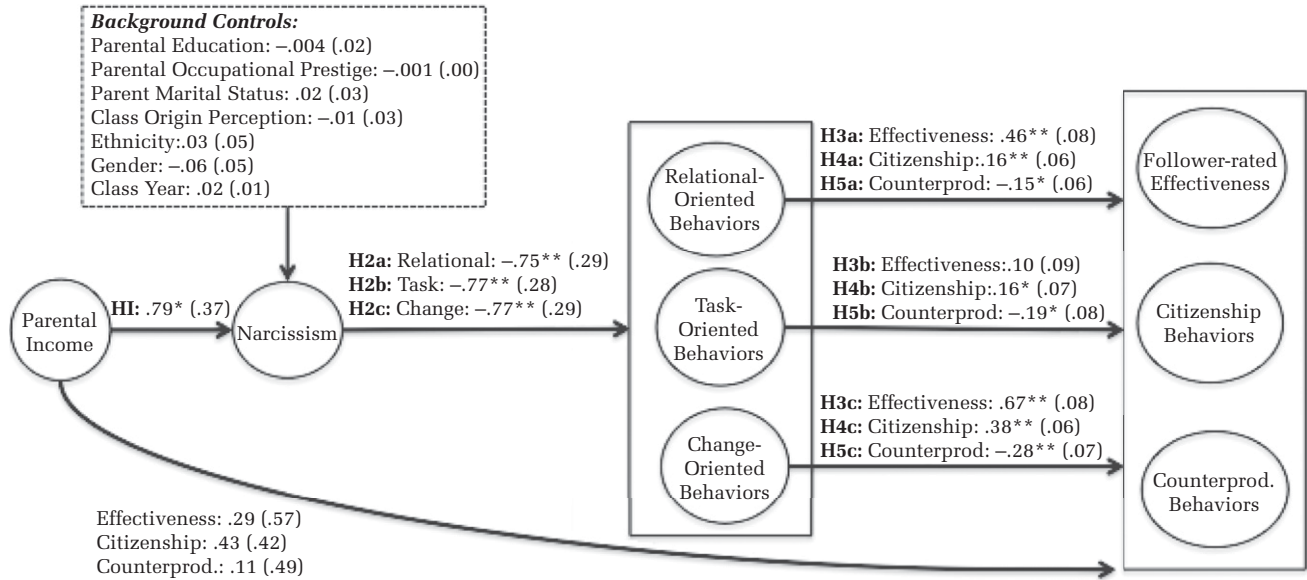 Background Controls:
Parental Education: –.004 (.02)
Parental Occupational Prestige: –.001 (.00)
Parent Marital Status: .02 (.03)
Class Origin Perception: –.01 (.03)
Ethnicity:.03 (.05)
Gender: –.06 (.05)
Class Year: .02 (.01)
Parental
Income
HI: .79* (.37)
Narcissism
H2a: Relational: –.75** (.29)
H2b: Task: –.77** (.28)
H2c: Change: –.77** (.29)
Relational-
Oriented
Behaviors
Task-
Oriented
Behaviors
Change-
Oriented
Behaviors
H3a: Effectiveness: .46** (.08)
H4a: Citizenship:.16** (.06)
H5a: Counterprod: –.15* (.06)
H3b: Effectiveness:.10 (.09)
H4b: Citizenship:.16* (.07)
H5b: Counterprod: –.19* (.08)
H3c: Effectiveness: .67** (.08)
H4c: Citizenship: .38** (.06)
H5c: Counterprod: –.28** (.07)
Follower-rated
Effectiveness
Citizenship
Behaviors
Counterprod.
Behaviors
Effectiveness: .29 (.57)
Citizenship: .43 (.42)
Counterprod.: .11 (.49)